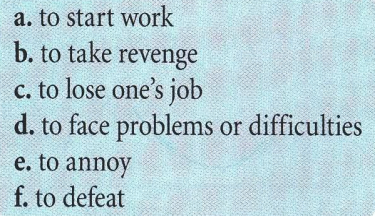 a. to start work
b. to take revenge
c. to lose one's job
d. to face problems or difficulties
e. to annoy
f. to defeat